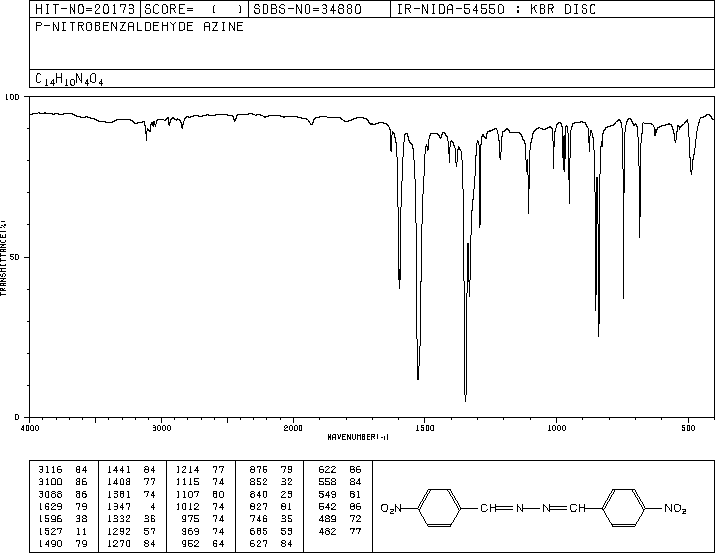 HIT-NO=20173 SCORE= ( ) SDBS-NO=34880 IR-NIDA-54550 : KBR DISC
P-NITROBENZALDEHYDE AZINE
C14H10N4O4
100
50
0
TRANSMITTANCE(%)
4000 3000 2000 1500 1000 500
WAVENUMBER(-1)
3116 84 1441 84 1214 77 876 79 622 86
3100 86 1408 77 1115 74 852 32 558 84
3088 86 1381 74 1107 60 840 23 549 81
1629 79 1347 4 1012 74 827 81 542 86
1596 38 1332 36 975 74 746 35 489 72
1527 11 1292 57 969 74 685 53 482 77
1490 79 1270 84 952 64 627 84
O2N CH N N CH NO2